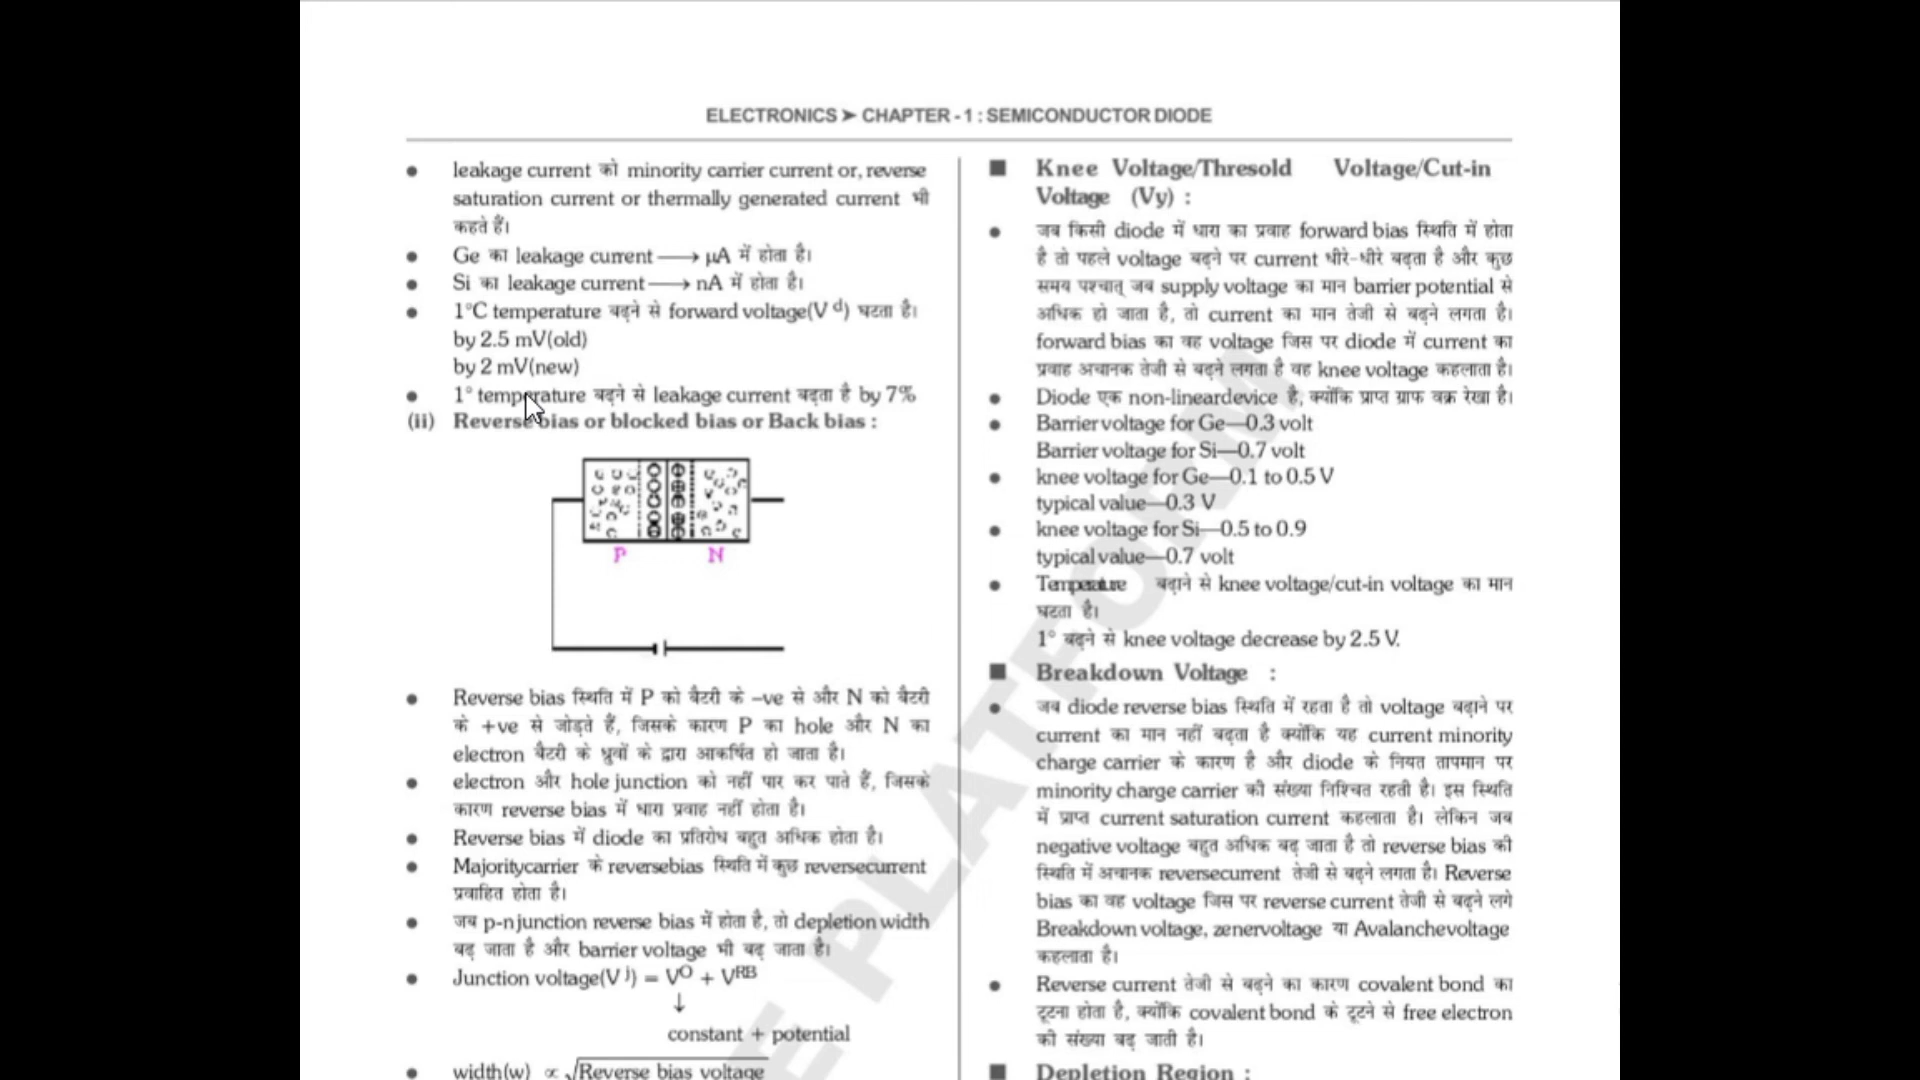 ELECTRONICS ➤ CHAPTER - 1 : SEMICONDUCTOR DIODE
● leakage current को minority carrier current or, reverse
saturation current or thermally generated current भी
कहते हैं।
● Ge का leakage current ⟶ μA में होता है।
● Si का leakage current ⟶ nA में होता है।
● 1°C temperature बढ़ने से forward voltage(V d) घटता है।
by 2.5 mV(old)
by 2 mV(new)
● 1° temperature बढ़ने से leakage current बढ़ता है by 7%
(ii) Reverse bias or blocked bias or Back bias :
P N
● Reverse bias स्थिति में P को बैटरी के –ve से और N को बैटरी
के +ve से जोड़ते हैं, जिसके कारण P का hole और N का
electron बैटरी के ध्रुवों के द्वारा आकर्षित हो जाता है।
● electron और hole junction को नहीं पार कर पाते हैं, जिसके
कारण reverse bias में धारा प्रवाह नहीं होता है।
● Reverse bias में diode का प्रतिरोध बहुत अधिक होता है।
● Majoritycarrier के reversebias स्थिति में कुछ reversecurrent
प्रवाहित होता है।
● जब p-n junction reverse bias में होता है, तो depletion width
बढ़ जाता है और barrier voltage भी बढ़ जाता है।
● Junction voltage(V j) = VO + VRB
↓
constant + potential
● width(w) ∝ √Reverse bias voltage
■ Knee Voltage/Thresold Voltage/Cut-in
Voltage (Vy) :
● जब किसी diode में धारा का प्रवाह forward bias स्थिति में होता
है तो पहले voltage बढ़ने पर current धीरे-धीरे बढ़ता है और कुछ
समय पश्चात् जब supply voltage का मान barrier potential से
अधिक हो जाता है, तो current का मान तेजी से बढ़ने लगता है।
forward bias का वह voltage जिस पर diode में current का
प्रवाह अचानक तेजी से बढ़ने लगता है वह knee voltage कहलाता है।
● Diode एक non-lineardevice है, क्योंकि प्राप्त ग्राफ वक्र रेखा है।
● Barrier voltage for Ge—0.3 volt
Barrier voltage for Si—0.7 volt
● knee voltage for Ge—0.1 to 0.5 V
typical value—0.3 V
● knee voltage for Si—0.5 to 0.9
typical value—0.7 volt
● Temperature बढ़ाने से knee voltage/cut-in voltage का मान
घटता है।
1° बढ़ने से knee voltage decrease by 2.5 V.
■ Breakdown Voltage :
● जब diode reverse bias स्थिति में रहता है तो voltage बढ़ाने पर
current का मान नहीं बढ़ता है क्योंकि यह current minority
charge carrier के कारण है और diode के नियत तापमान पर
minority charge carrier की संख्या निश्चित रहती है। इस स्थिति
में प्राप्त current saturation current कहलाता है। लेकिन जब
negative voltage बहुत अधिक बढ़ जाता है तो reverse bias की
स्थिति में अचानक reversecurrent तेजी से बढ़ने लगता है। Reverse
bias का वह voltage जिस पर reverse current तेजी से बढ़ने लगे
Breakdown voltage, zenervoltage या Avalanchevoltage
कहलाता है।
● Reverse current तेजी से बढ़ने का कारण covalent bond का
टूटना होता है, क्योंकि covalent bond के टूटने से free electron
की संख्या बढ़ जाती है।
■ Depletion Region :
E PLATFORM